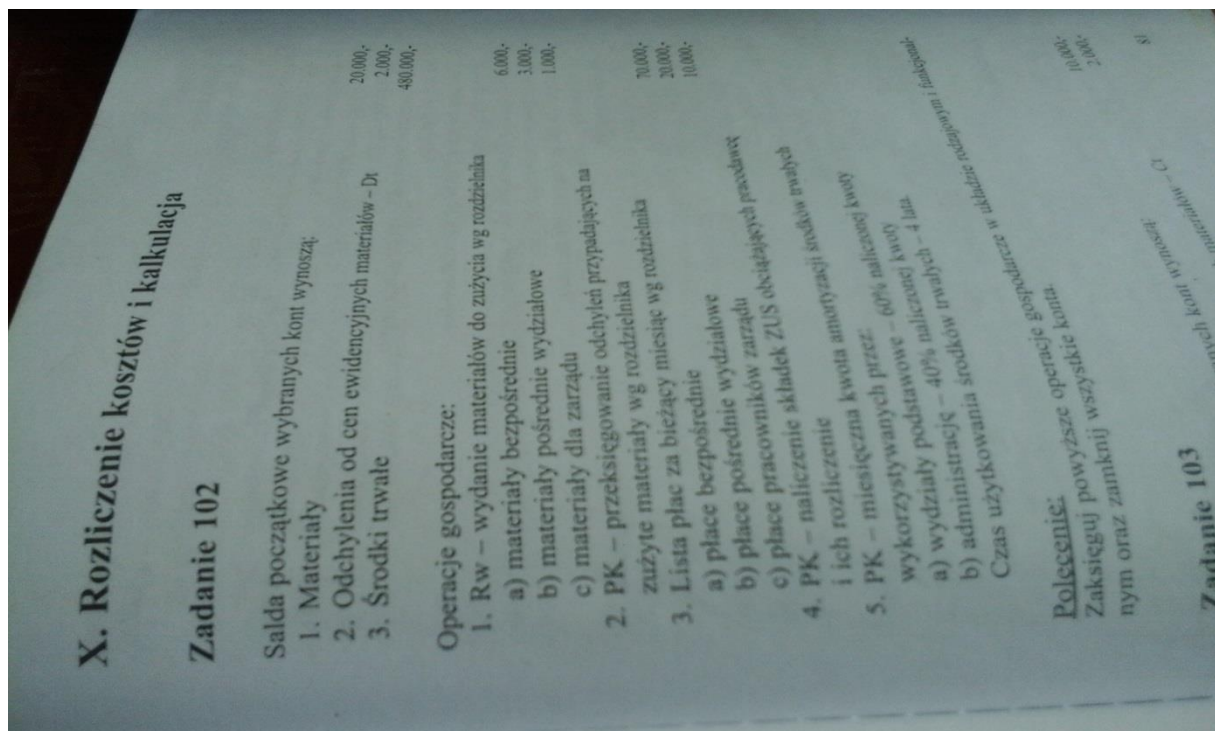 X. Rozliczenie kosztów i kalkulacja
Zadanie 102
Salda początkowe wybranych kont wynoszą:
1. Materiały 20.000,-
2. Odchylenia od cen ewidencyjnych materiałów – Dt 2.000,-
3. Środki trwałe 480.000,-
Operacje gospodarcze:
1. Rw – wydanie materiałów do zużycia wg rozdzielnika
a) materiały bezpośrednie 6.000,-
b) materiały pośrednie wydziałowe 3.000,-
c) materiały dla zarządu 1.000,-
2. PK – przeksięgowanie odchyleń przypadających na
zużyte materiały wg rozdzielnika
3. Lista płac za bieżący miesiąc wg rozdzielnika
a) płace bezpośrednie 70.000,-
b) płace pośrednie wydziałowe 20.000,-
c) płace pracowników zarządu 10.000,-
4. PK – naliczenie składek ZUS obciążających pracodawcę
i ich rozliczenie
5. PK – miesięczna kwota amortyzacji środków trwałych
wykorzystywanych przez:
a) wydziały podstawowe – 60% naliczonej kwoty
b) administrację – 40% naliczonej kwoty
Czas użytkowania środków trwałych – 4 lata.
Polecenie:
Zaksięguj powyższe operacje gospodarcze w układzie rodzajowym i funkcjonal-
nym oraz zamknij wszystkie konta.
81
Zadanie 103
kont wynoszą:
10.000,-
materiałów – Ct 2.000,-